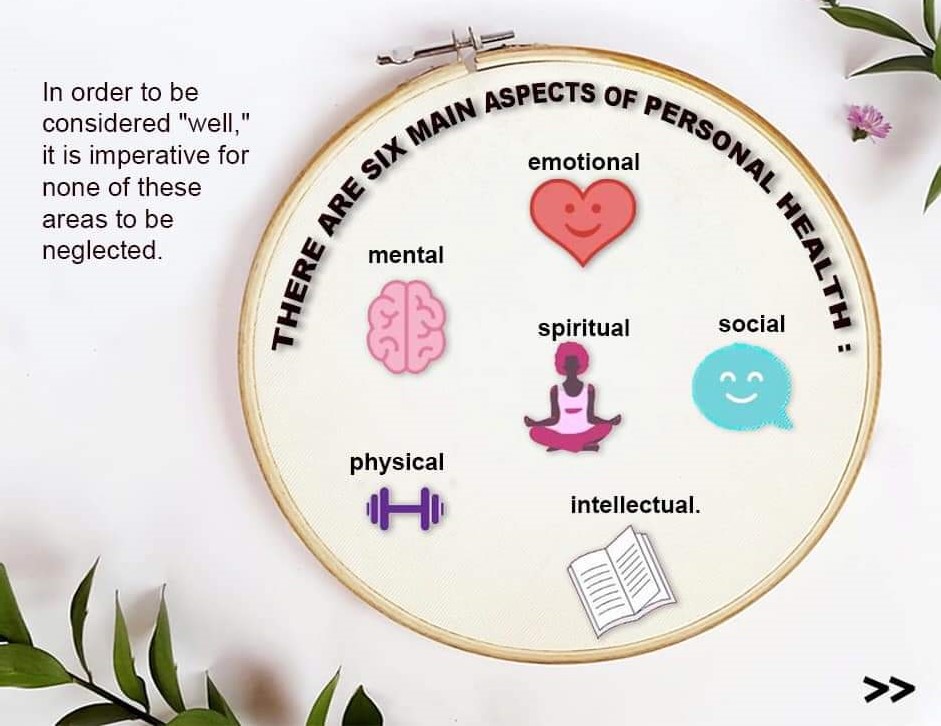 In order to be
considered "well,"
it is imperative for
none of these
areas to be
neglected.
THERE ARE SIX MAIN ASPECTS OF PERSONAL HEALTH :
emotional
mental
spiritual
social
physical
intellectual.
>>